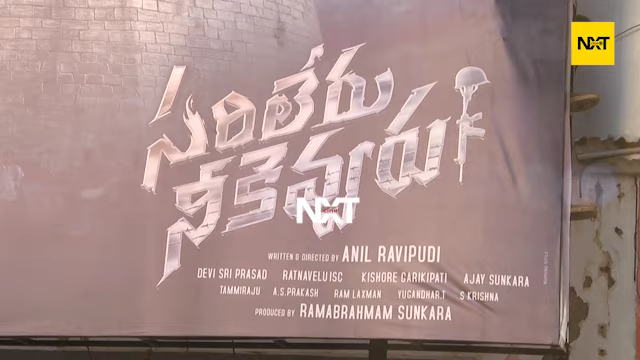 NXT
సరిలేరు
నీకెవ్వరు
NXT
WRITTEN & DIRECTED BY ANIL RAVIPUDI
DEVI SRI PRASAD RATNAVELU ISC KISHORE GARIKIPATI AJAY SUNKARA
TAMMIRAJU A.S.PRAKASH RAM LAXMAN YUGANDHAR.T S KRISHNA
PRODUCED BY RAMABRAHMAM SUNKARA